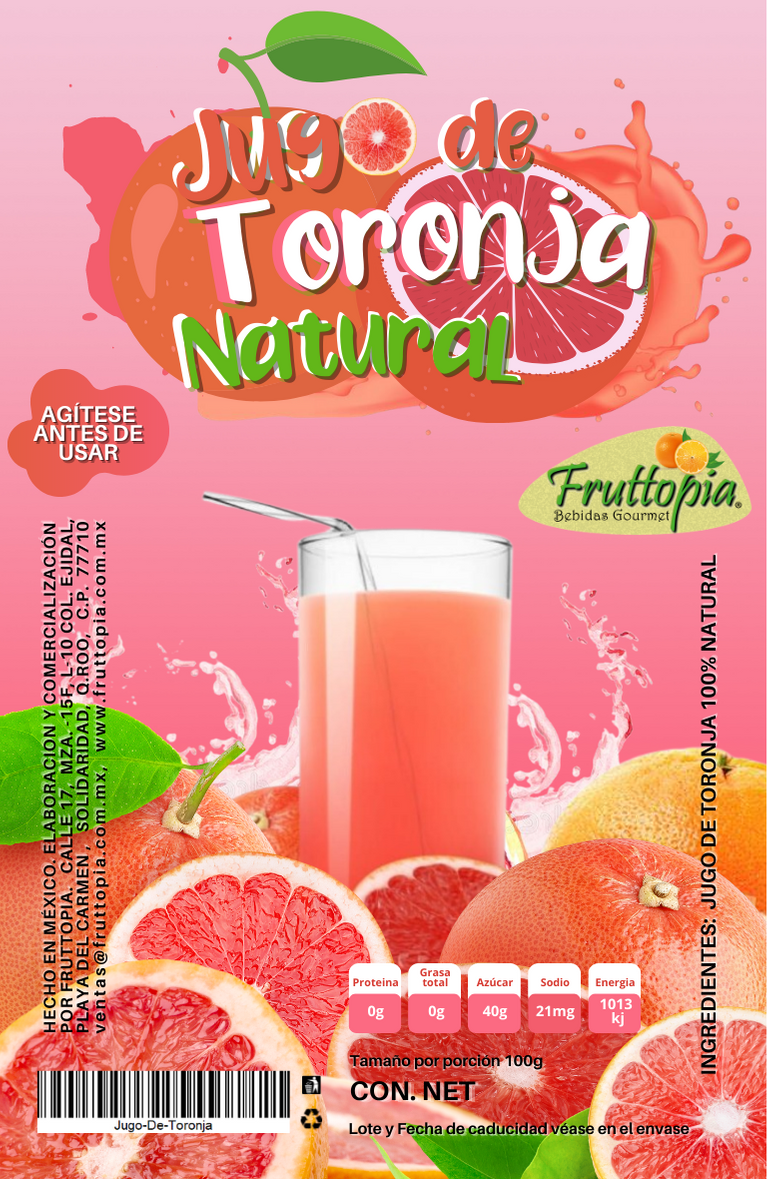 Jugo de
Toronja
Natural
AGÍTESE
ANTES DE
USAR
Fruttopia®
Bebidas Gourmet
HECHO EN MÉXICO. ELABORACION Y COMERCIALIZACIÓN
POR FRUTTOPIA. CALLE 17, MZA.-15F, L-10 COL. EJIDAL,
PLAYA DEL CARMEN, SOLIDARIDAD, Q.ROO, C.P. 77710
ventas@fruttopia.com.mx, www.fruttopia.com.mx
INGREDIENTES: JUGO DE TORONJA 100% NATURAL
Proteina Grasa total Azúcar Sodio Energia
0g 0g 40g 21mg 1013 kj
Tamaño por porción 100g
CON. NET
Jugo-De-Toronja
Lote y Fecha de caducidad véase en el envase